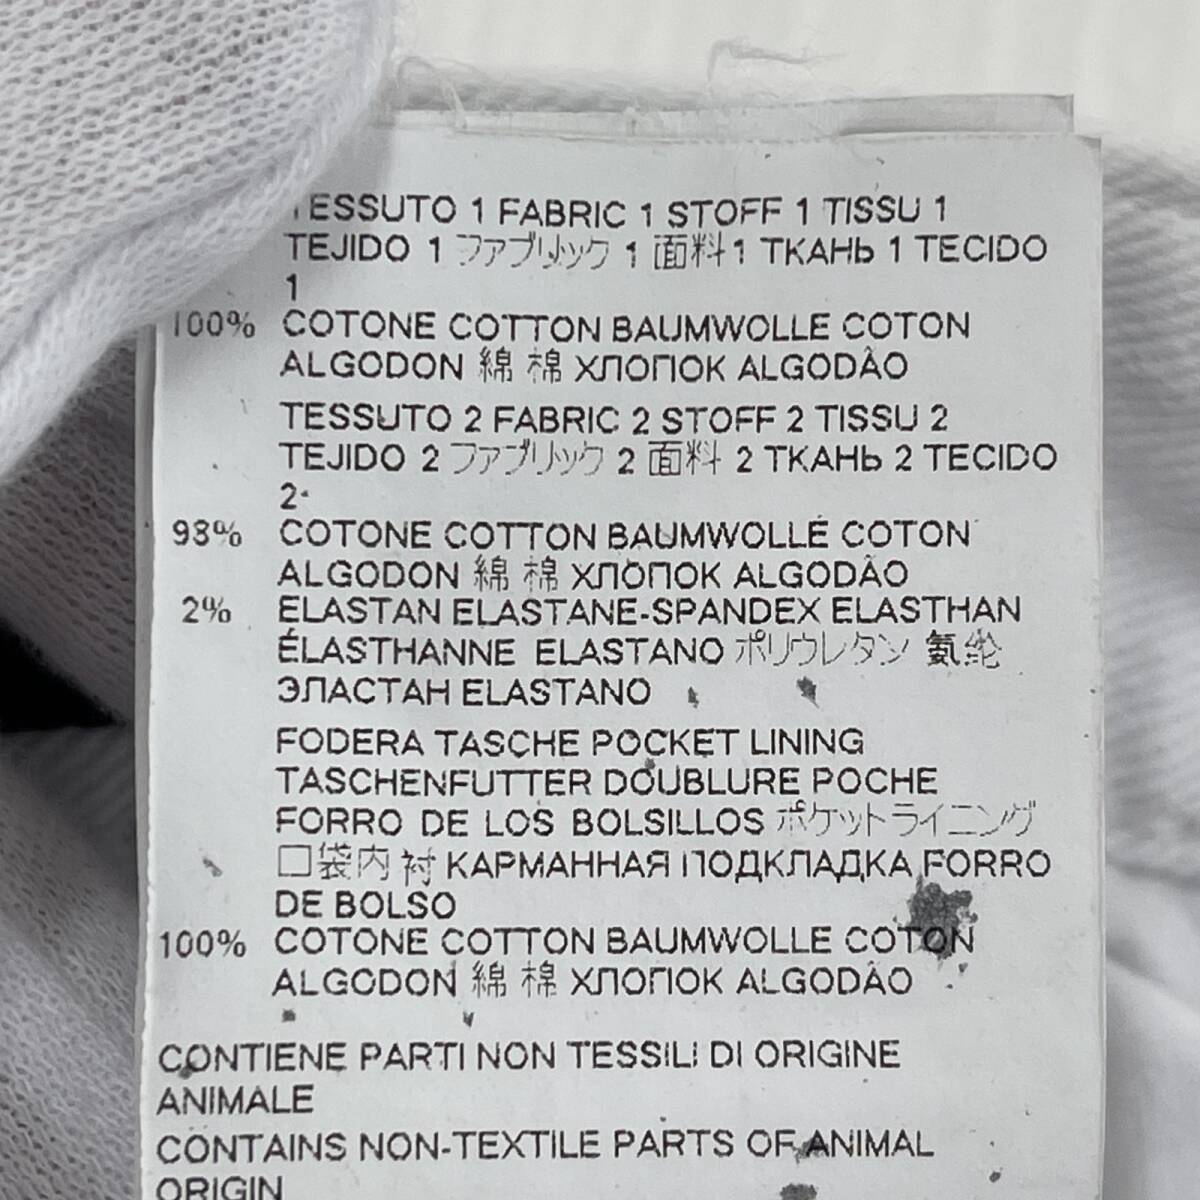 TESSUTO 1 FABRIC 1 STOFF 1 TISSU 1
TEJIDO 1 ファブリック 1 面料 1 ТКАНЬ 1 TECIDO
1
100% COTONE COTTON BAUMWOLLE COTON
ALGODON 綿 棉 ХЛОПОК ALGODÃO
TESSUTO 2 FABRIC 2 STOFF 2 TISSU 2
TEJIDO 2 ファブリック 2 面料 2 ТКАНЬ 2 TECIDO
2
98% COTONE COTTON BAUMWOLLE COTON
ALGODON 綿 棉 ХЛОПОК ALGODÃO
2% ELASTAN ELASTANE-SPANDEX ELASTHAN
ÉLASTHANNE ELASTANO ポリウレタン 氨纶
ЭЛАСТАН ELASTANO
FODERA TASCHE POCKET LINING
TASCHENFUTTER DOUBLURE POCHE
FORRO DE LOS BOLSILLOS ポケットライニング
口袋内 衬 КАРМАННАЯ ПОДКЛАДКА FORRO
DE BOLSO
100% COTONE COTTON BAUMWOLLE COTON
ALGODON 綿 棉 ХЛОПОК ALGODÃO
CONTIENE PARTI NON TESSILI DI ORIGINE
ANIMALE
CONTAINS NON-TEXTILE PARTS OF ANIMAL
ORIGIN